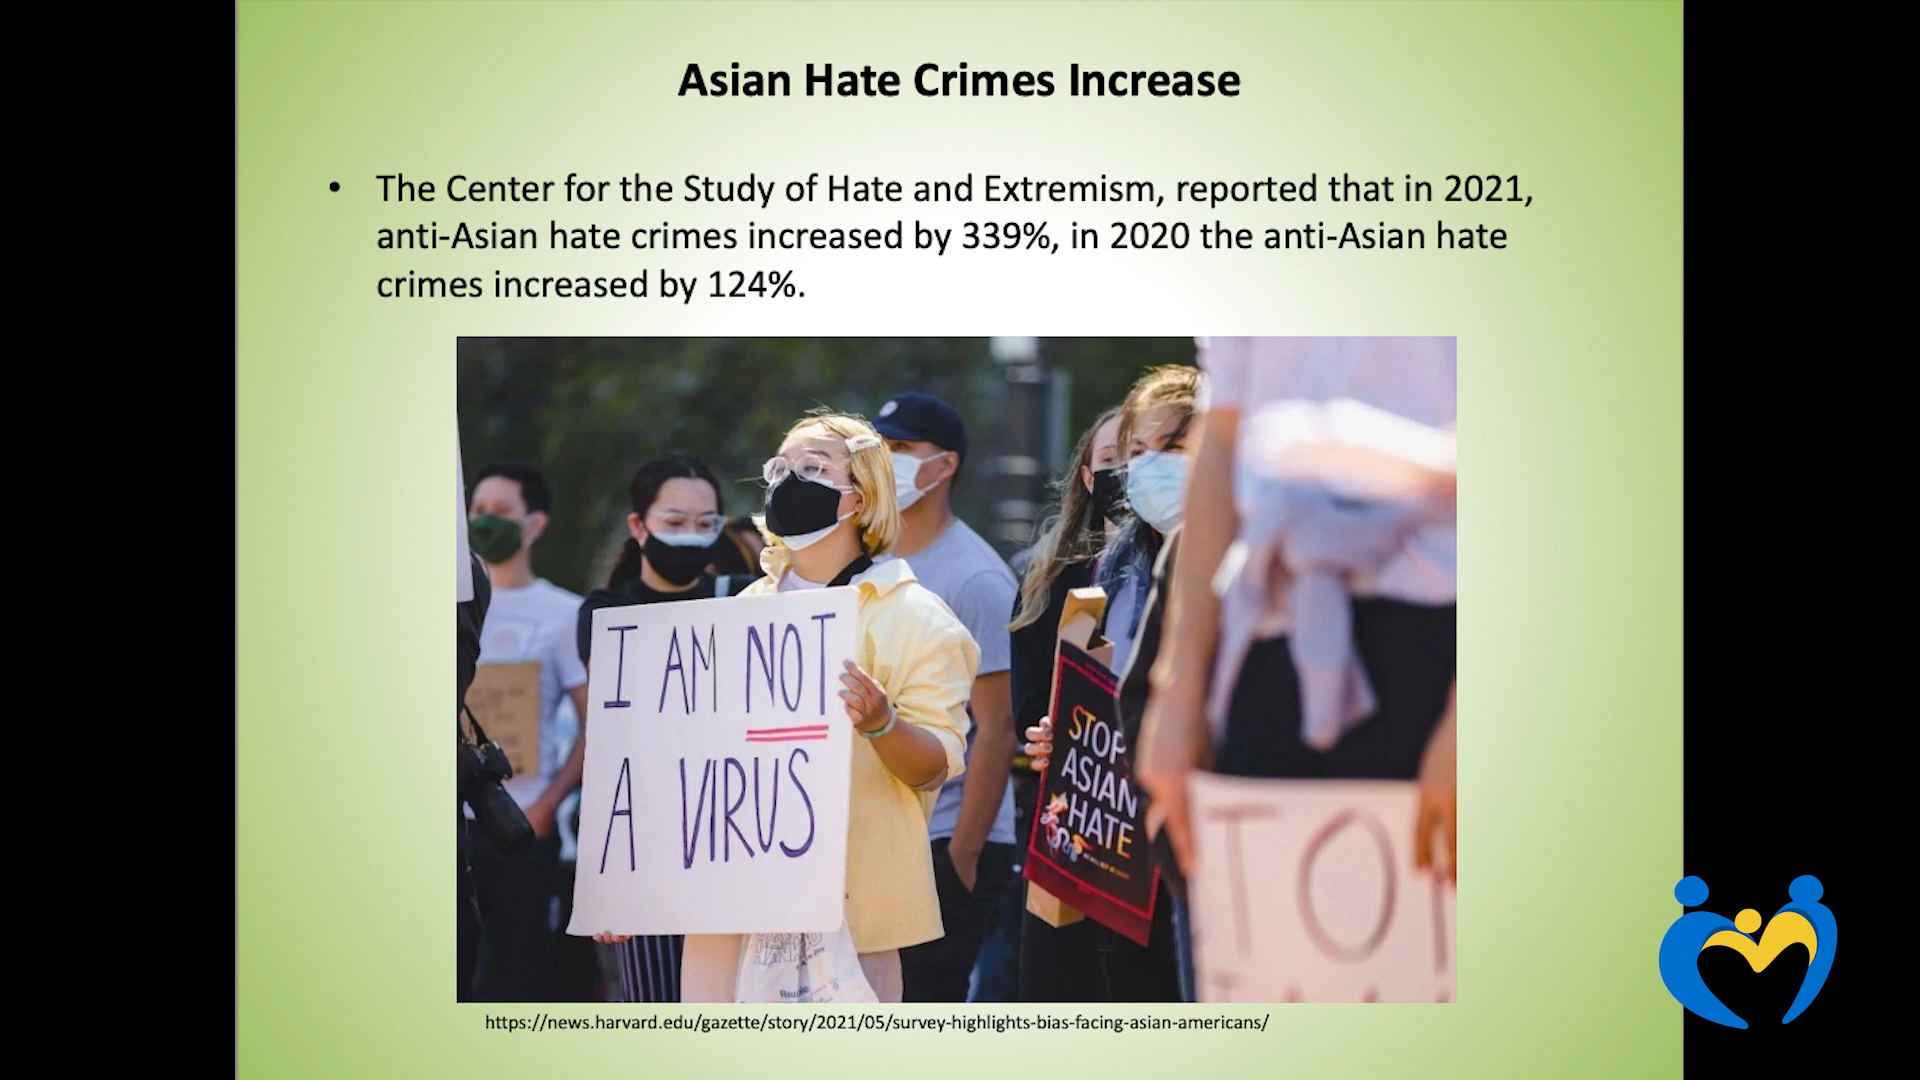 Asian Hate Crimes Increase
• The Center for the Study of Hate and Extremism, reported that in 2021,
anti-Asian hate crimes increased by 339%, in 2020 the anti-Asian hate
crimes increased by 124%.
I AM NOT
A VIRUS
STOP
ASIAN
HATE
TO
https://news.harvard.edu/gazette/story/2021/05/survey-highlights-bias-facing-asian-americans/